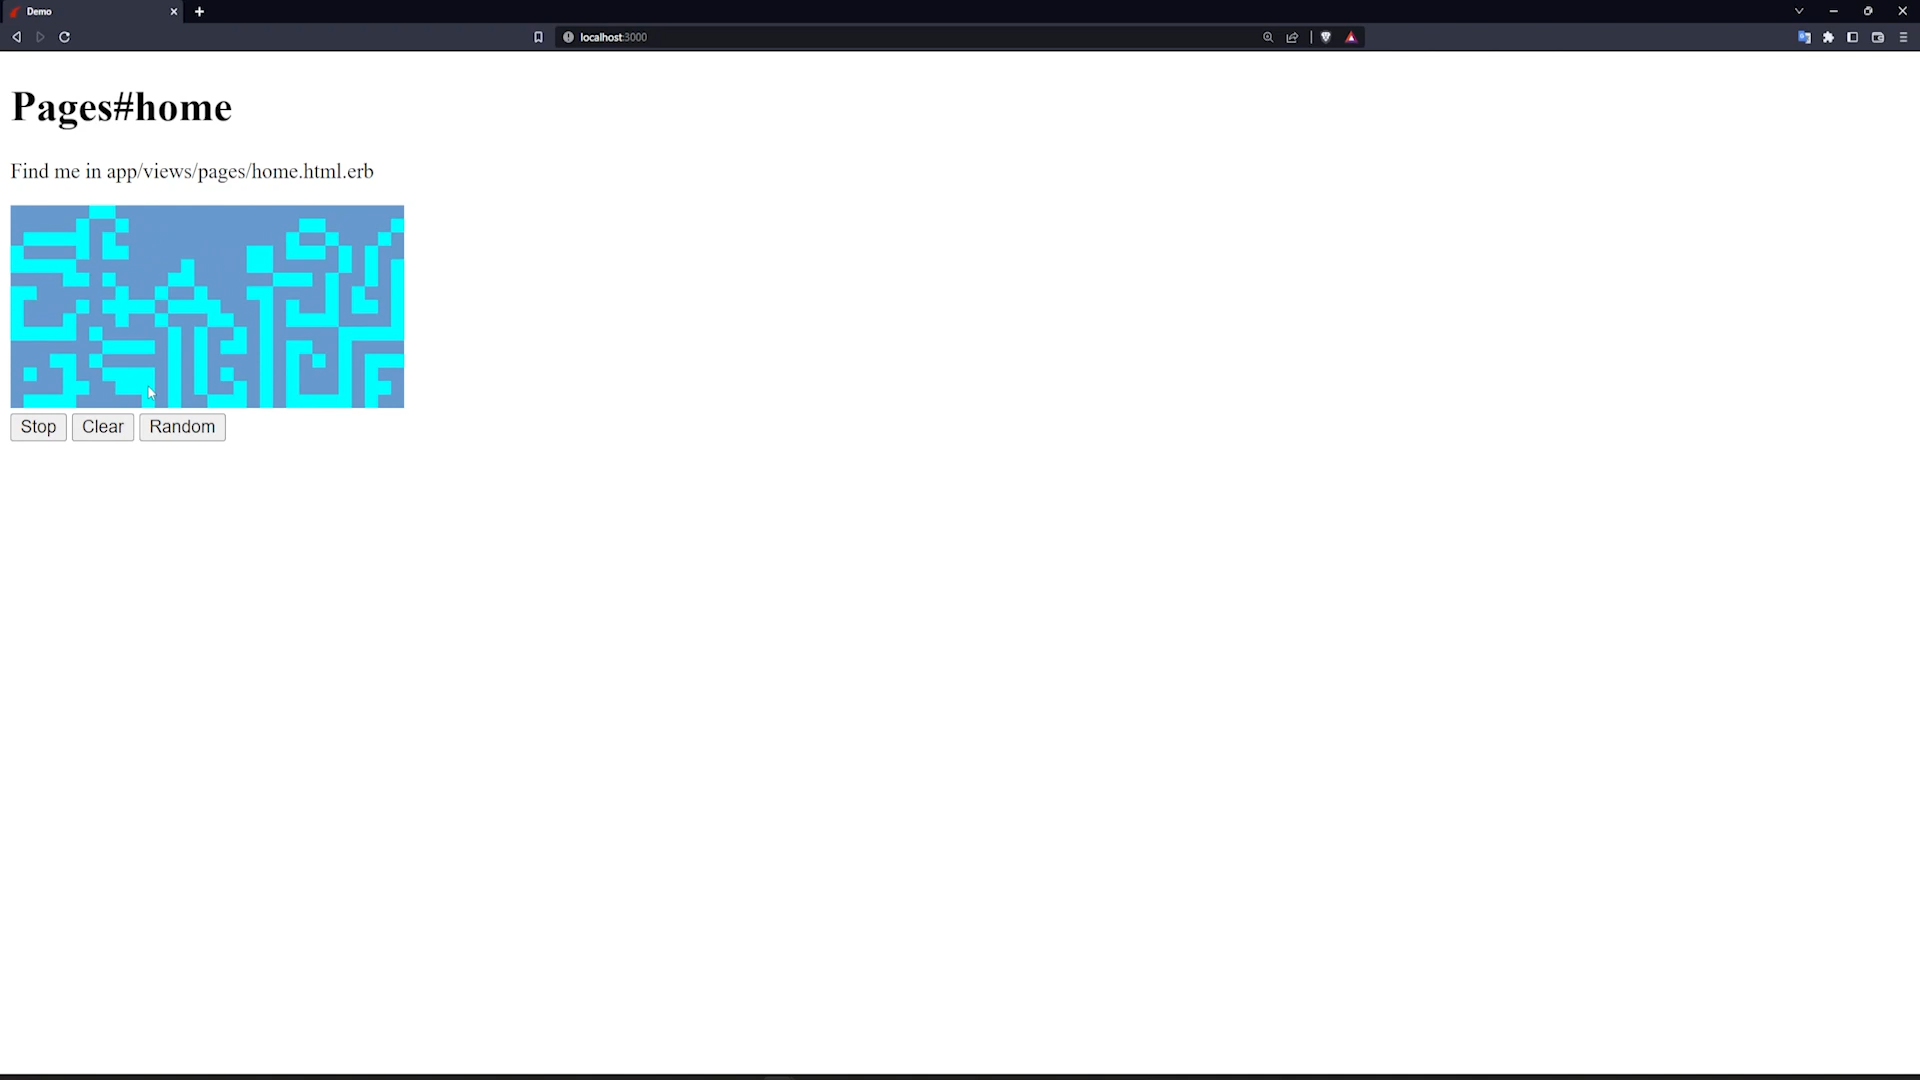 Demo
localhost:3000
Pages#home
Find me in app/views/pages/home.html.erb
Stop Clear Random